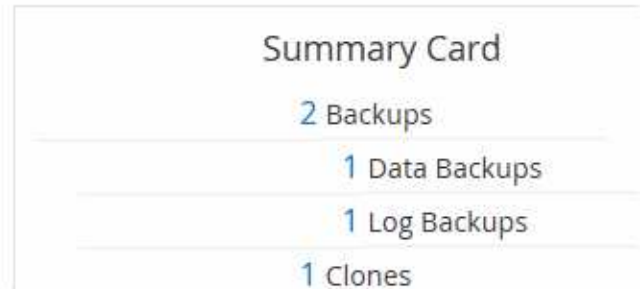 Summary Card
2 Backups
1 Data Backups
1 Log Backups
1 Clones